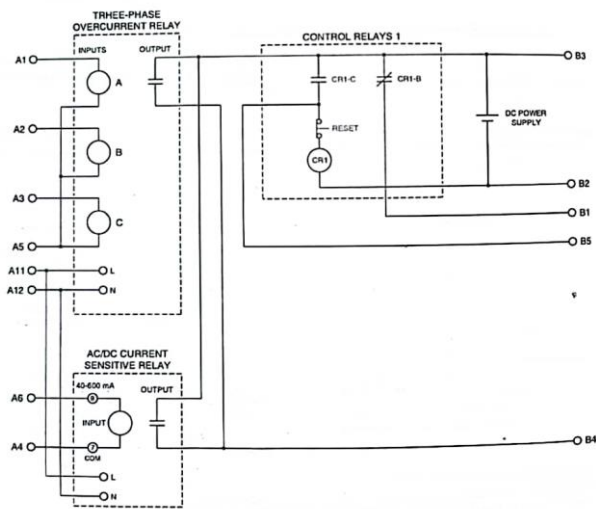 TRHEE-PHASE
OVERCURRENT RELAY
INPUTS
OUTPUT
CONTROL RELAYS 1
A1
A
B3
CR1-C
CR1-B
A2
B
RESET
DC POWER
SUPPLY
CR1
A3
C
B2
B1
A5
B5
A11
L
A12
N
AC/DC CURRENT
SENSITIVE RELAY
40-600 mA
OUTPUT
A6
INPUT
A4
7
COM
B4
L
N